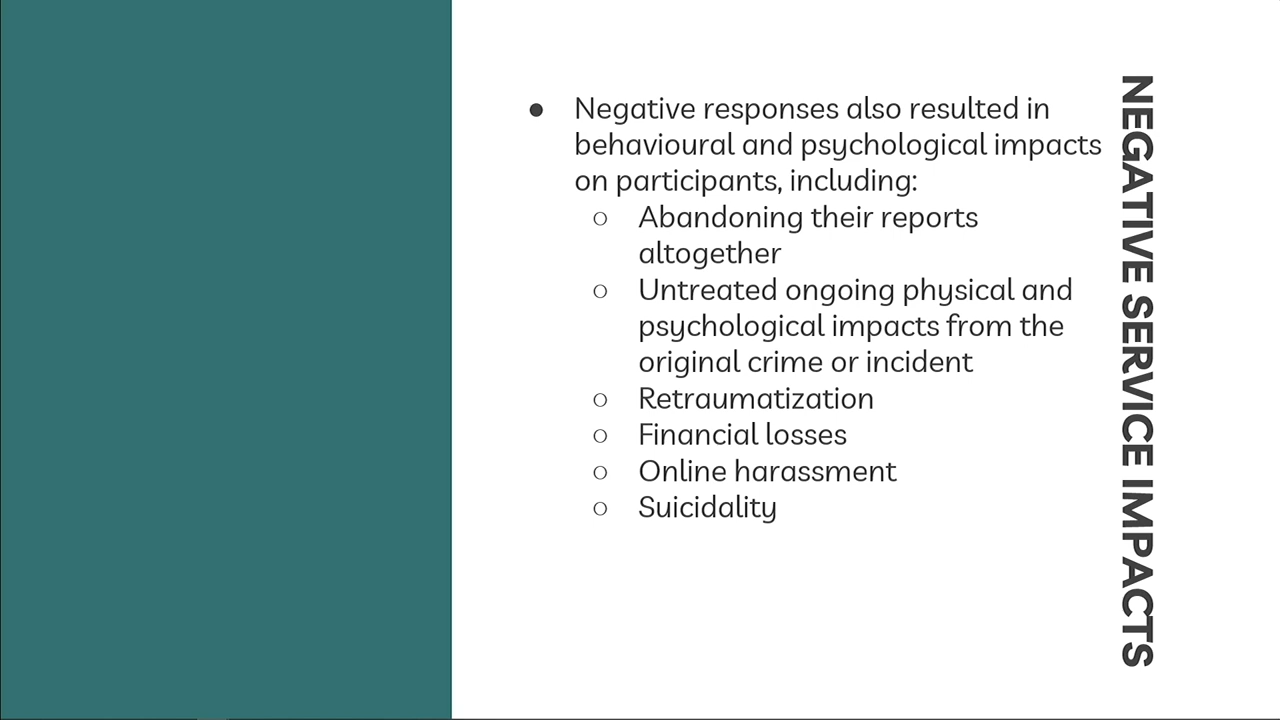 ● Negative responses also resulted in
behavioural and psychological impacts
on participants, including:
○ Abandoning their reports
altogether
○ Untreated ongoing physical and
psychological impacts from the
original crime or incident
○ Retraumatization
○ Financial losses
○ Online harassment
○ Suicidality
NEGATIVE SERVICE IMPACTS